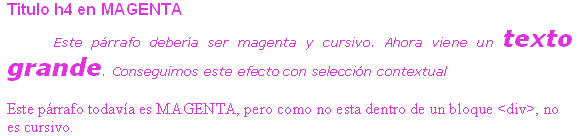 Titulo h4 en MAGENTA
Este párrafo debería ser magenta y cursivo. Ahora viene un texto
grande. Conseguimos este efecto con selección contextual
Este párrafo todavía es MAGENTA, pero como no esta dentro de un bloque <div>, no
es cursivo.